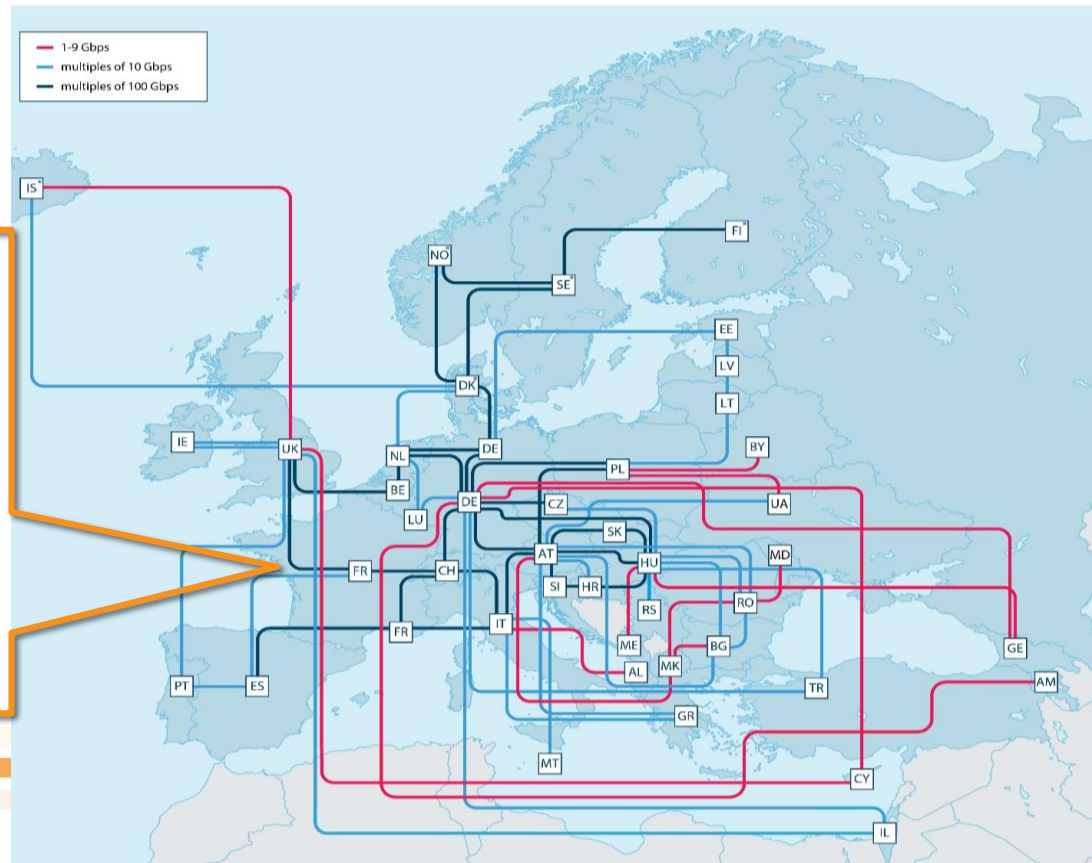 1-9 Gbps
multiples of 10 Gbps
multiples of 100 Gbps
IS*
FI*
NO*
SE*
EE
LV
DK*
LT
IE
UK
NL
DE
BY
PL
BE
DE
CZ
UA
LU
SK
AT
MD
FR
CH
HU
SI
HR
RO
RS
FR
IT
ME
BG
GE
AL
MK
PT
ES
TR
AM
GR
MT
CY
IL